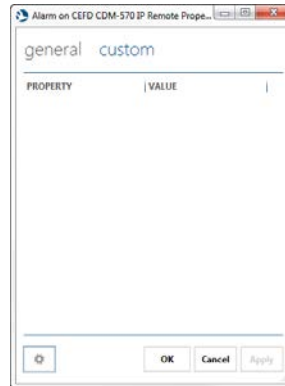 Alarm on CEFD CDM-570 IP Remote Prope...
general custom
PROPERTY VALUE
OK Cancel Apply